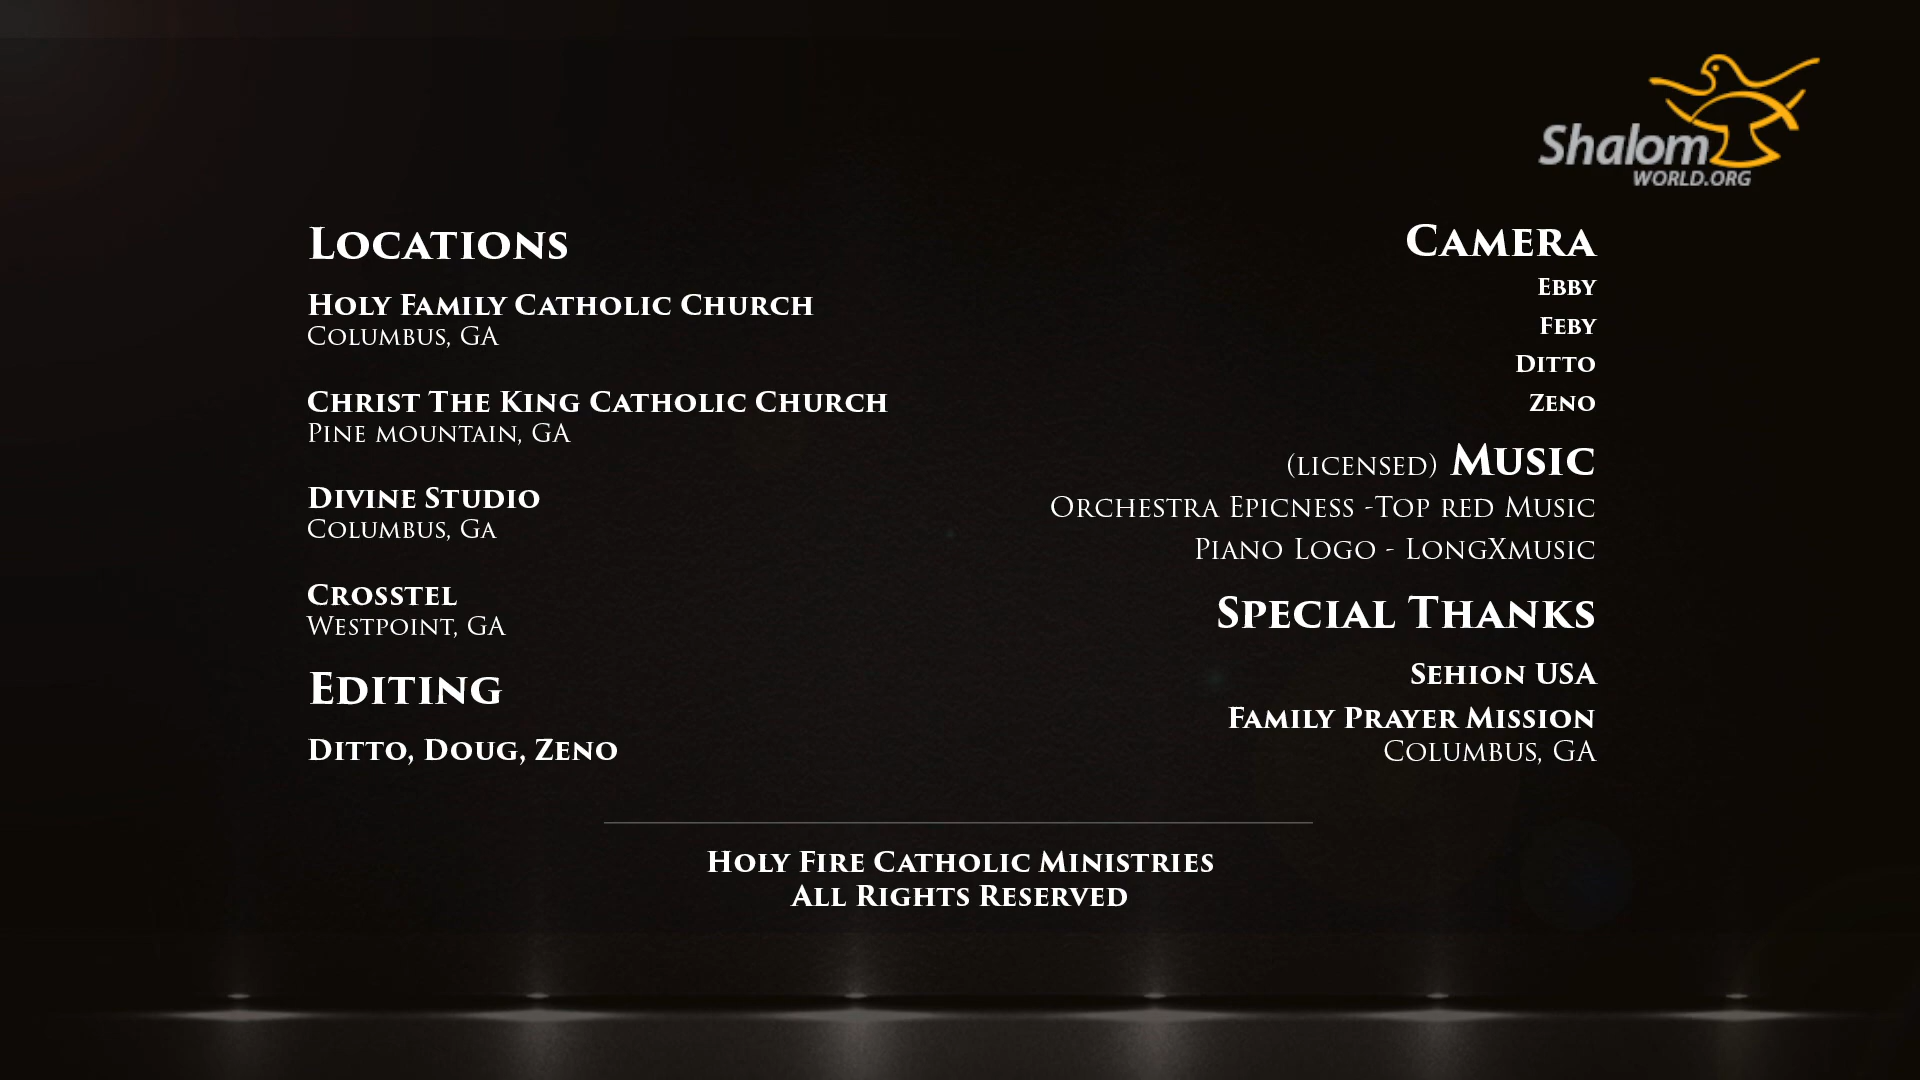 Shalom
WORLD.ORG
Locations
Holy Family Catholic Church
Columbus, GA
Christ The King Catholic Church
Pine mountain, GA
Divine Studio
Columbus, Ga
Crosstel
Westpoint, GA
Editing
Ditto, Doug, Zeno
Camera
Ebby
Feby
Ditto
Zeno
(licensed) Music
Orchestra Epicness -Top red Music
Piano Logo - LongXmusic
Special Thanks
Sehion USA
Family Prayer Mission
Columbus, GA
Holy Fire Catholic Ministries
All Rights Reserved